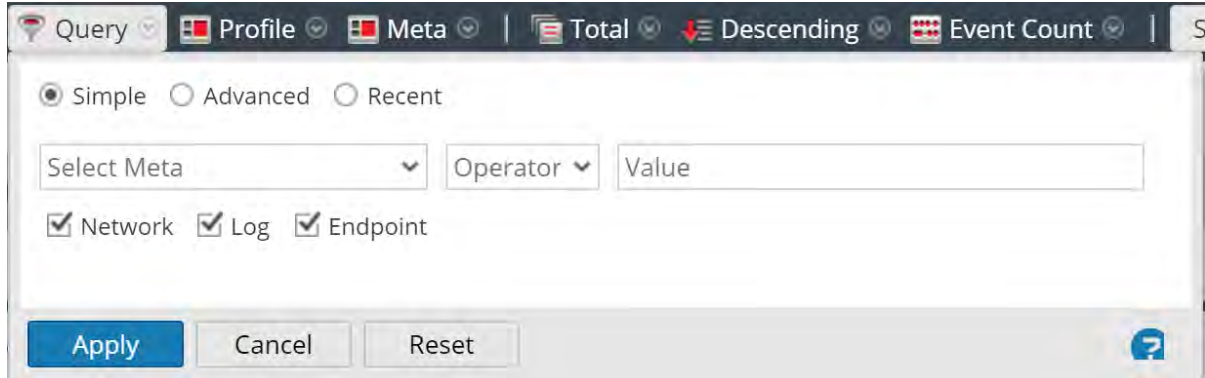 Query Profile Meta | Total Descending Event Count | S
Simple Advanced Recent
Select Meta Operator Value
Network Log Endpoint
Apply Cancel Reset ?